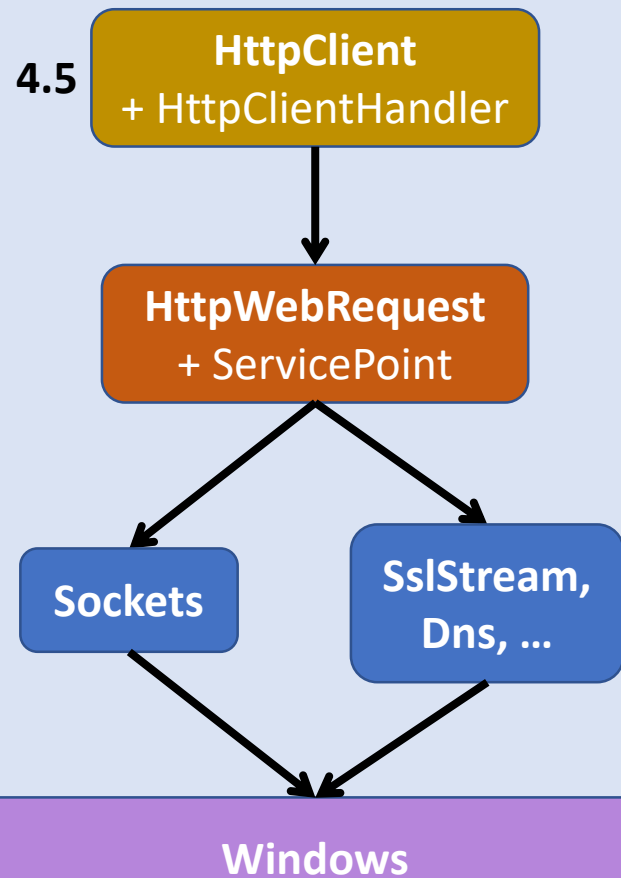 4.5
HttpClient
+ HttpClientHandler
HttpWebRequest
+ ServicePoint
Sockets
SslStream,
Dns, …
Windows